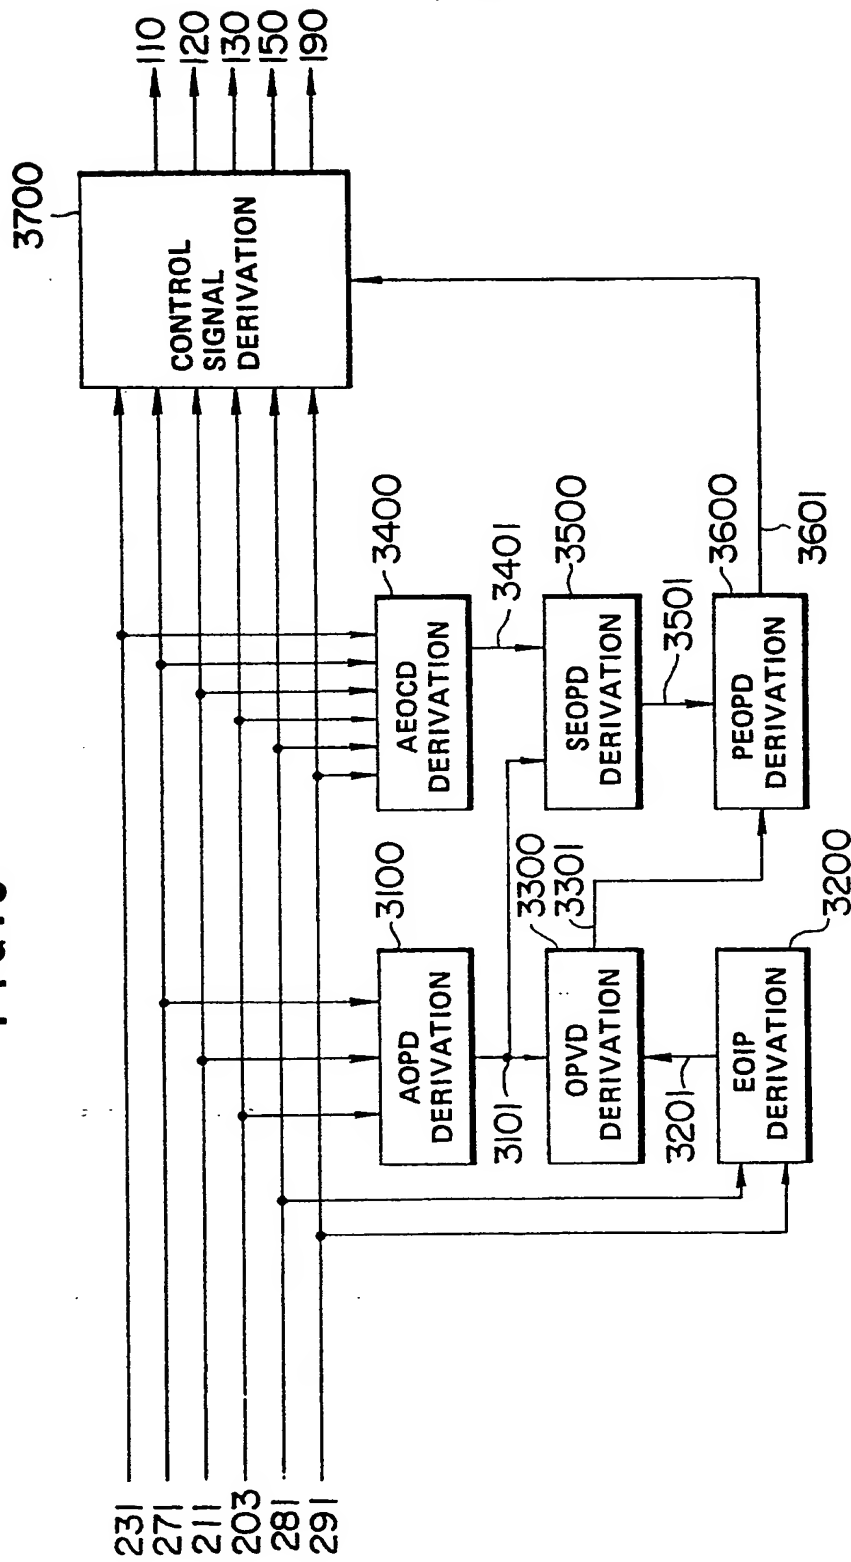 3700
CONTROL
SIGNAL
DERIVATION
110
120
130
150
190
231
271
211
203
281
291
3100
AOPD
DERIVATION
3101
3400
AEOCD
DERIVATION
3401
3300
3301
OPVD
DERIVATION
3500
SEOPD
DERIVATION
3501
3201
3200
EOIP
DERIVATION
3600
PEOPD
DERIVATION
3601